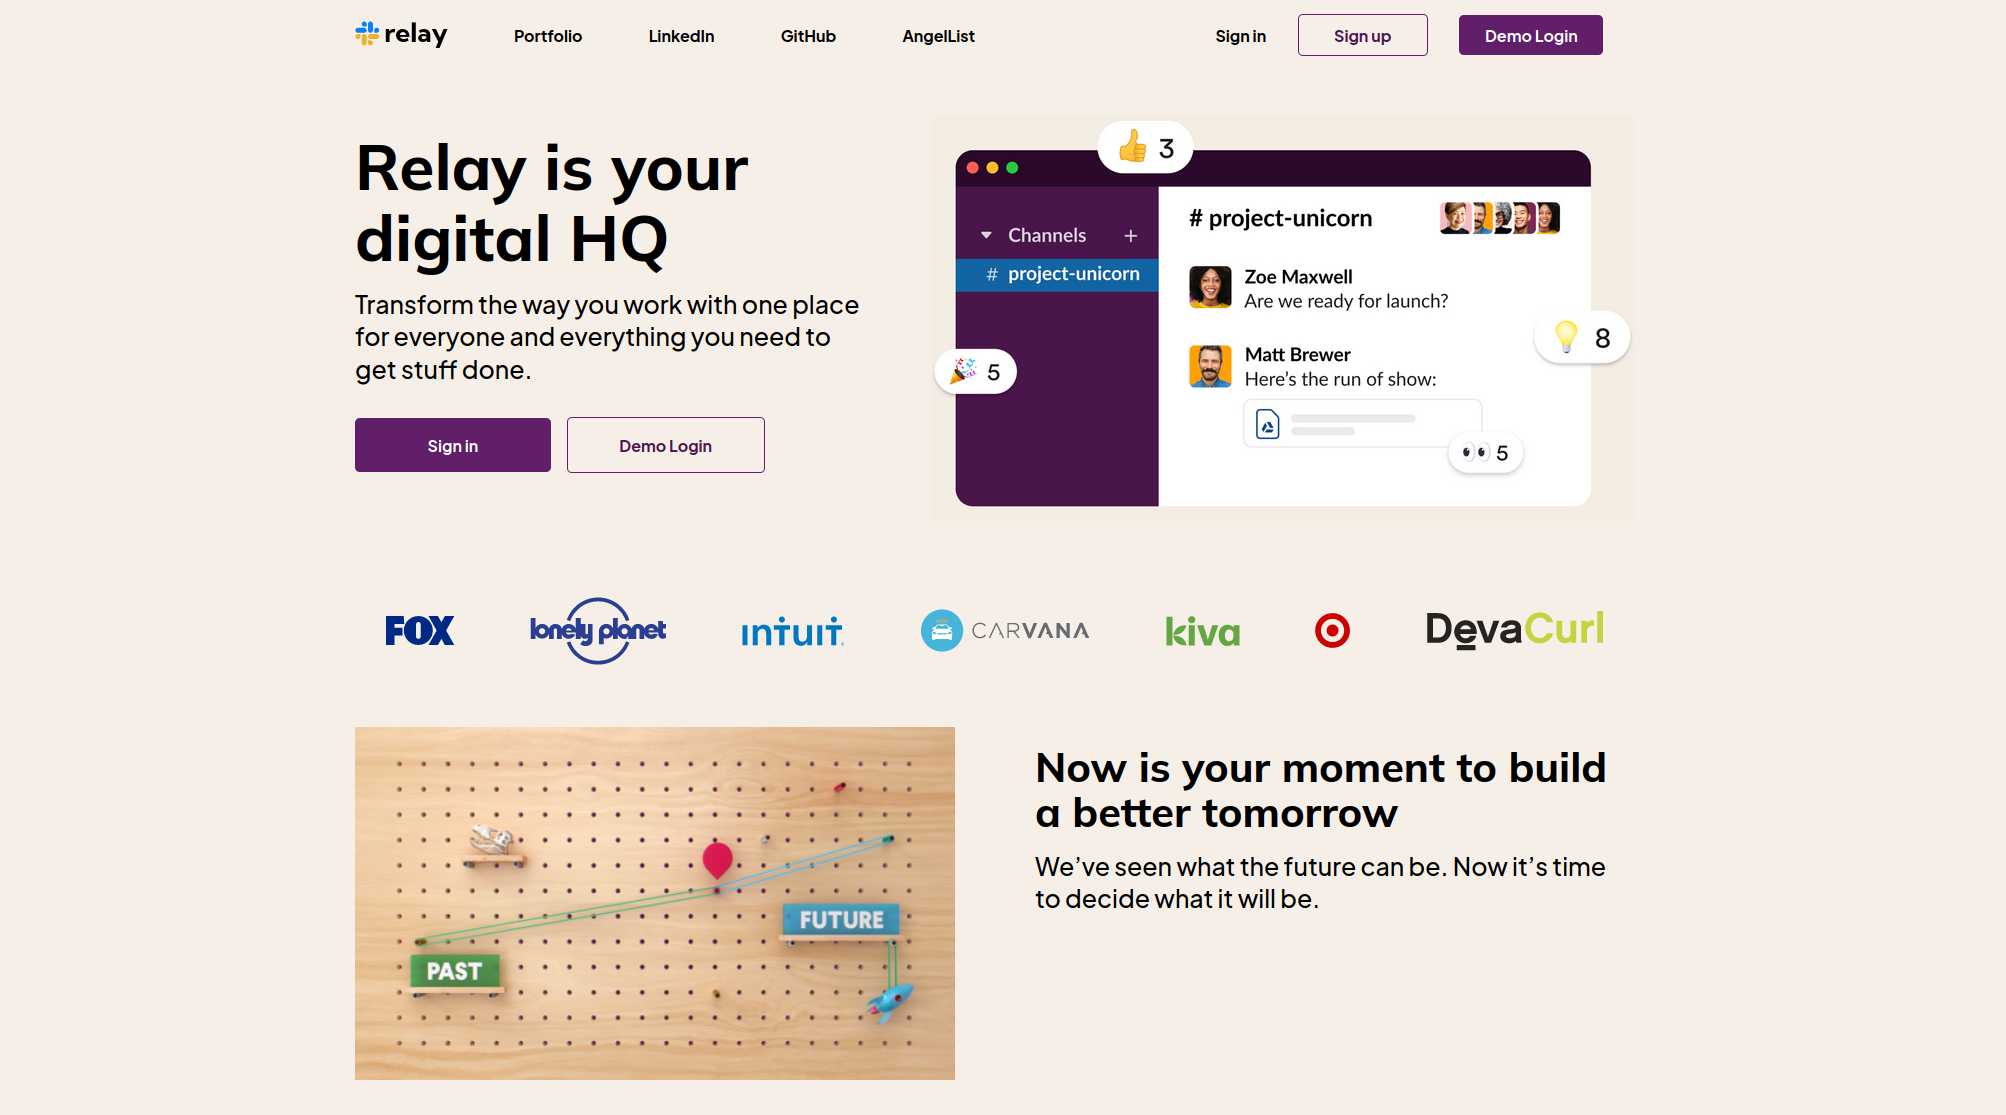 relay
Portfolio
LinkedIn
GitHub
AngelList
Sign in
Sign up
Demo Login
Relay is your
digital HQ
Transform the way you work with one place
for everyone and everything you need to
get stuff done.
Sign in
Demo Login
3
Channels +
# project-unicorn
5
# project-unicorn
Zoe Maxwell
Are we ready for launch?
8
Matt Brewer
Here’s the run of show:
5
FOX
lonely planet
intuit
CARVANA
kiva
DevaCurl
PAST
FUTURE
Now is your moment to build
a better tomorrow
We’ve seen what the future can be. Now it’s time
to decide what it will be.